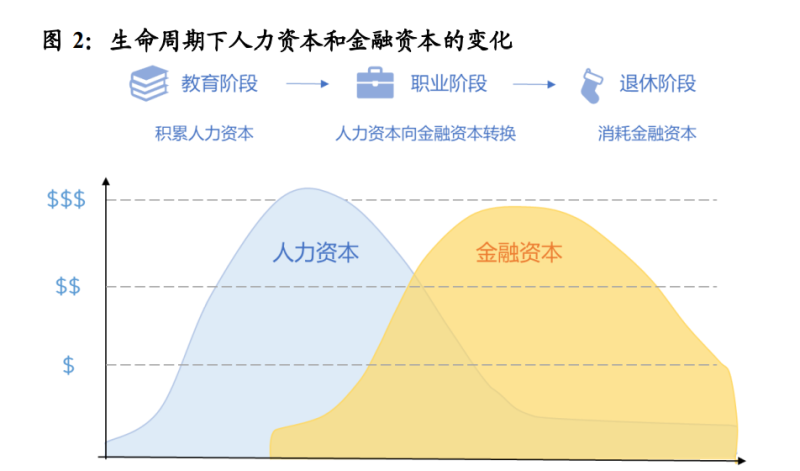 图 2：生命周期下人力资本和金融资本的变化
教育阶段 职业阶段 退休阶段
积累人力资本 人力资本向金融资本转换 消耗金融资本
$$$
人力资本 金融资本
$$
$